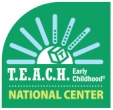 T.E.A.C.H. Early Childhood®
NATIONAL CENTER